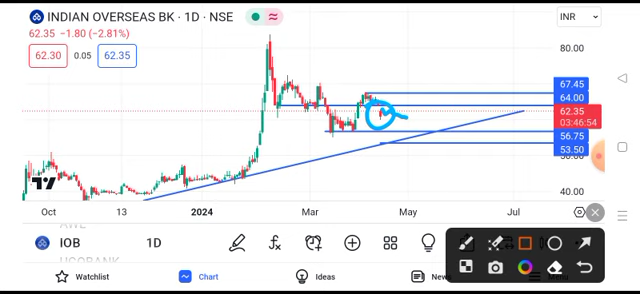 INDIAN OVERSEAS BK · 1D · NSE
INR
62.35 −1.80 (−2.81%)
62.30
0.05
62.35
80.00
67.45
64.00
62.35
03:46:54
56.75
53.50
40.00
Oct
13
2024
Mar
May
Jul
IOB
1D
Watchlist
Chart
Ideas
News